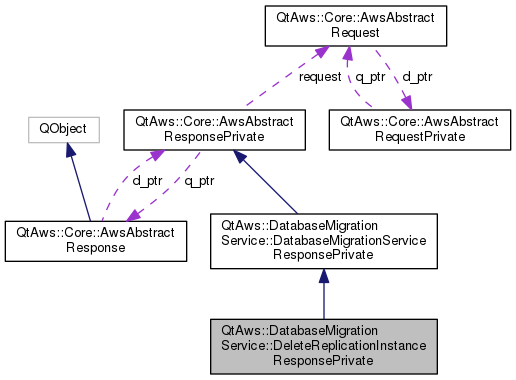 QtAws::Core::AwsAbstract
Request
request
q_ptr
d_ptr
QObject
QtAws::Core::AwsAbstract
ResponsePrivate
QtAws::Core::AwsAbstract
RequestPrivate
d_ptr
q_ptr
QtAws::Core::AwsAbstract
Response
QtAws::DatabaseMigration
Service::DatabaseMigrationService
ResponsePrivate
QtAws::DatabaseMigration
Service::DeleteReplicationInstance
ResponsePrivate